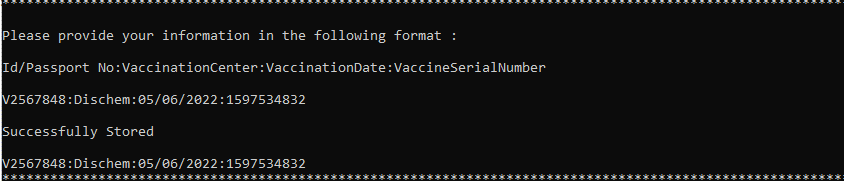 ********************************************************************************************************
Please provide your information in the following format :
Id/Passport No:VaccinationCenter:VaccinationDate:VaccineSerialNumber
V2567848:Dischem:05/06/2022:1597534832
Successfully Stored
V2567848:Dischem:05/06/2022:1597534832
********************************************************************************************************